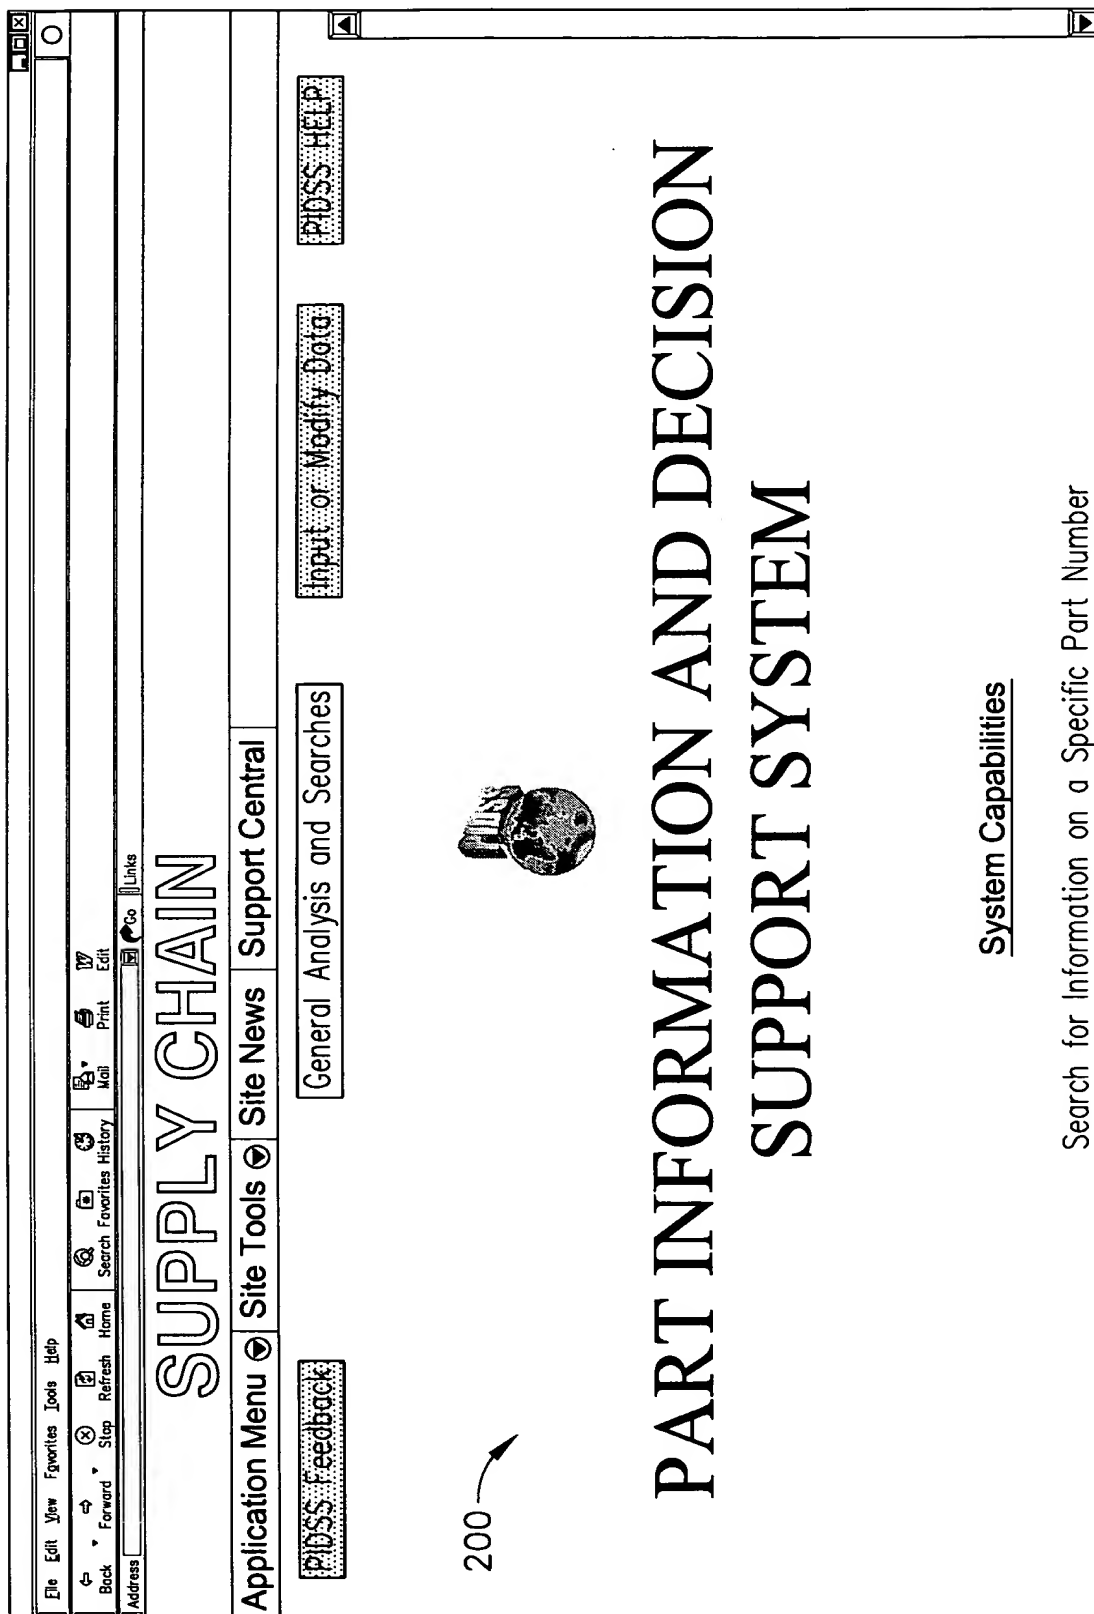 File Edit View Favorites Tools Help
Back Forward Stop Refresh Home Search Favorites History Mail Print Edit
Address Go Links
SUPPLY CHAIN
Application Menu Site Tools Site News Support Central
PIDSS Feedback General Analysis and Searches Input or Modify Data PIDSS HELP
200
PART INFORMATION AND DECISION
SUPPORT SYSTEM
System Capabilities
Search for Information on a Specific Part Number